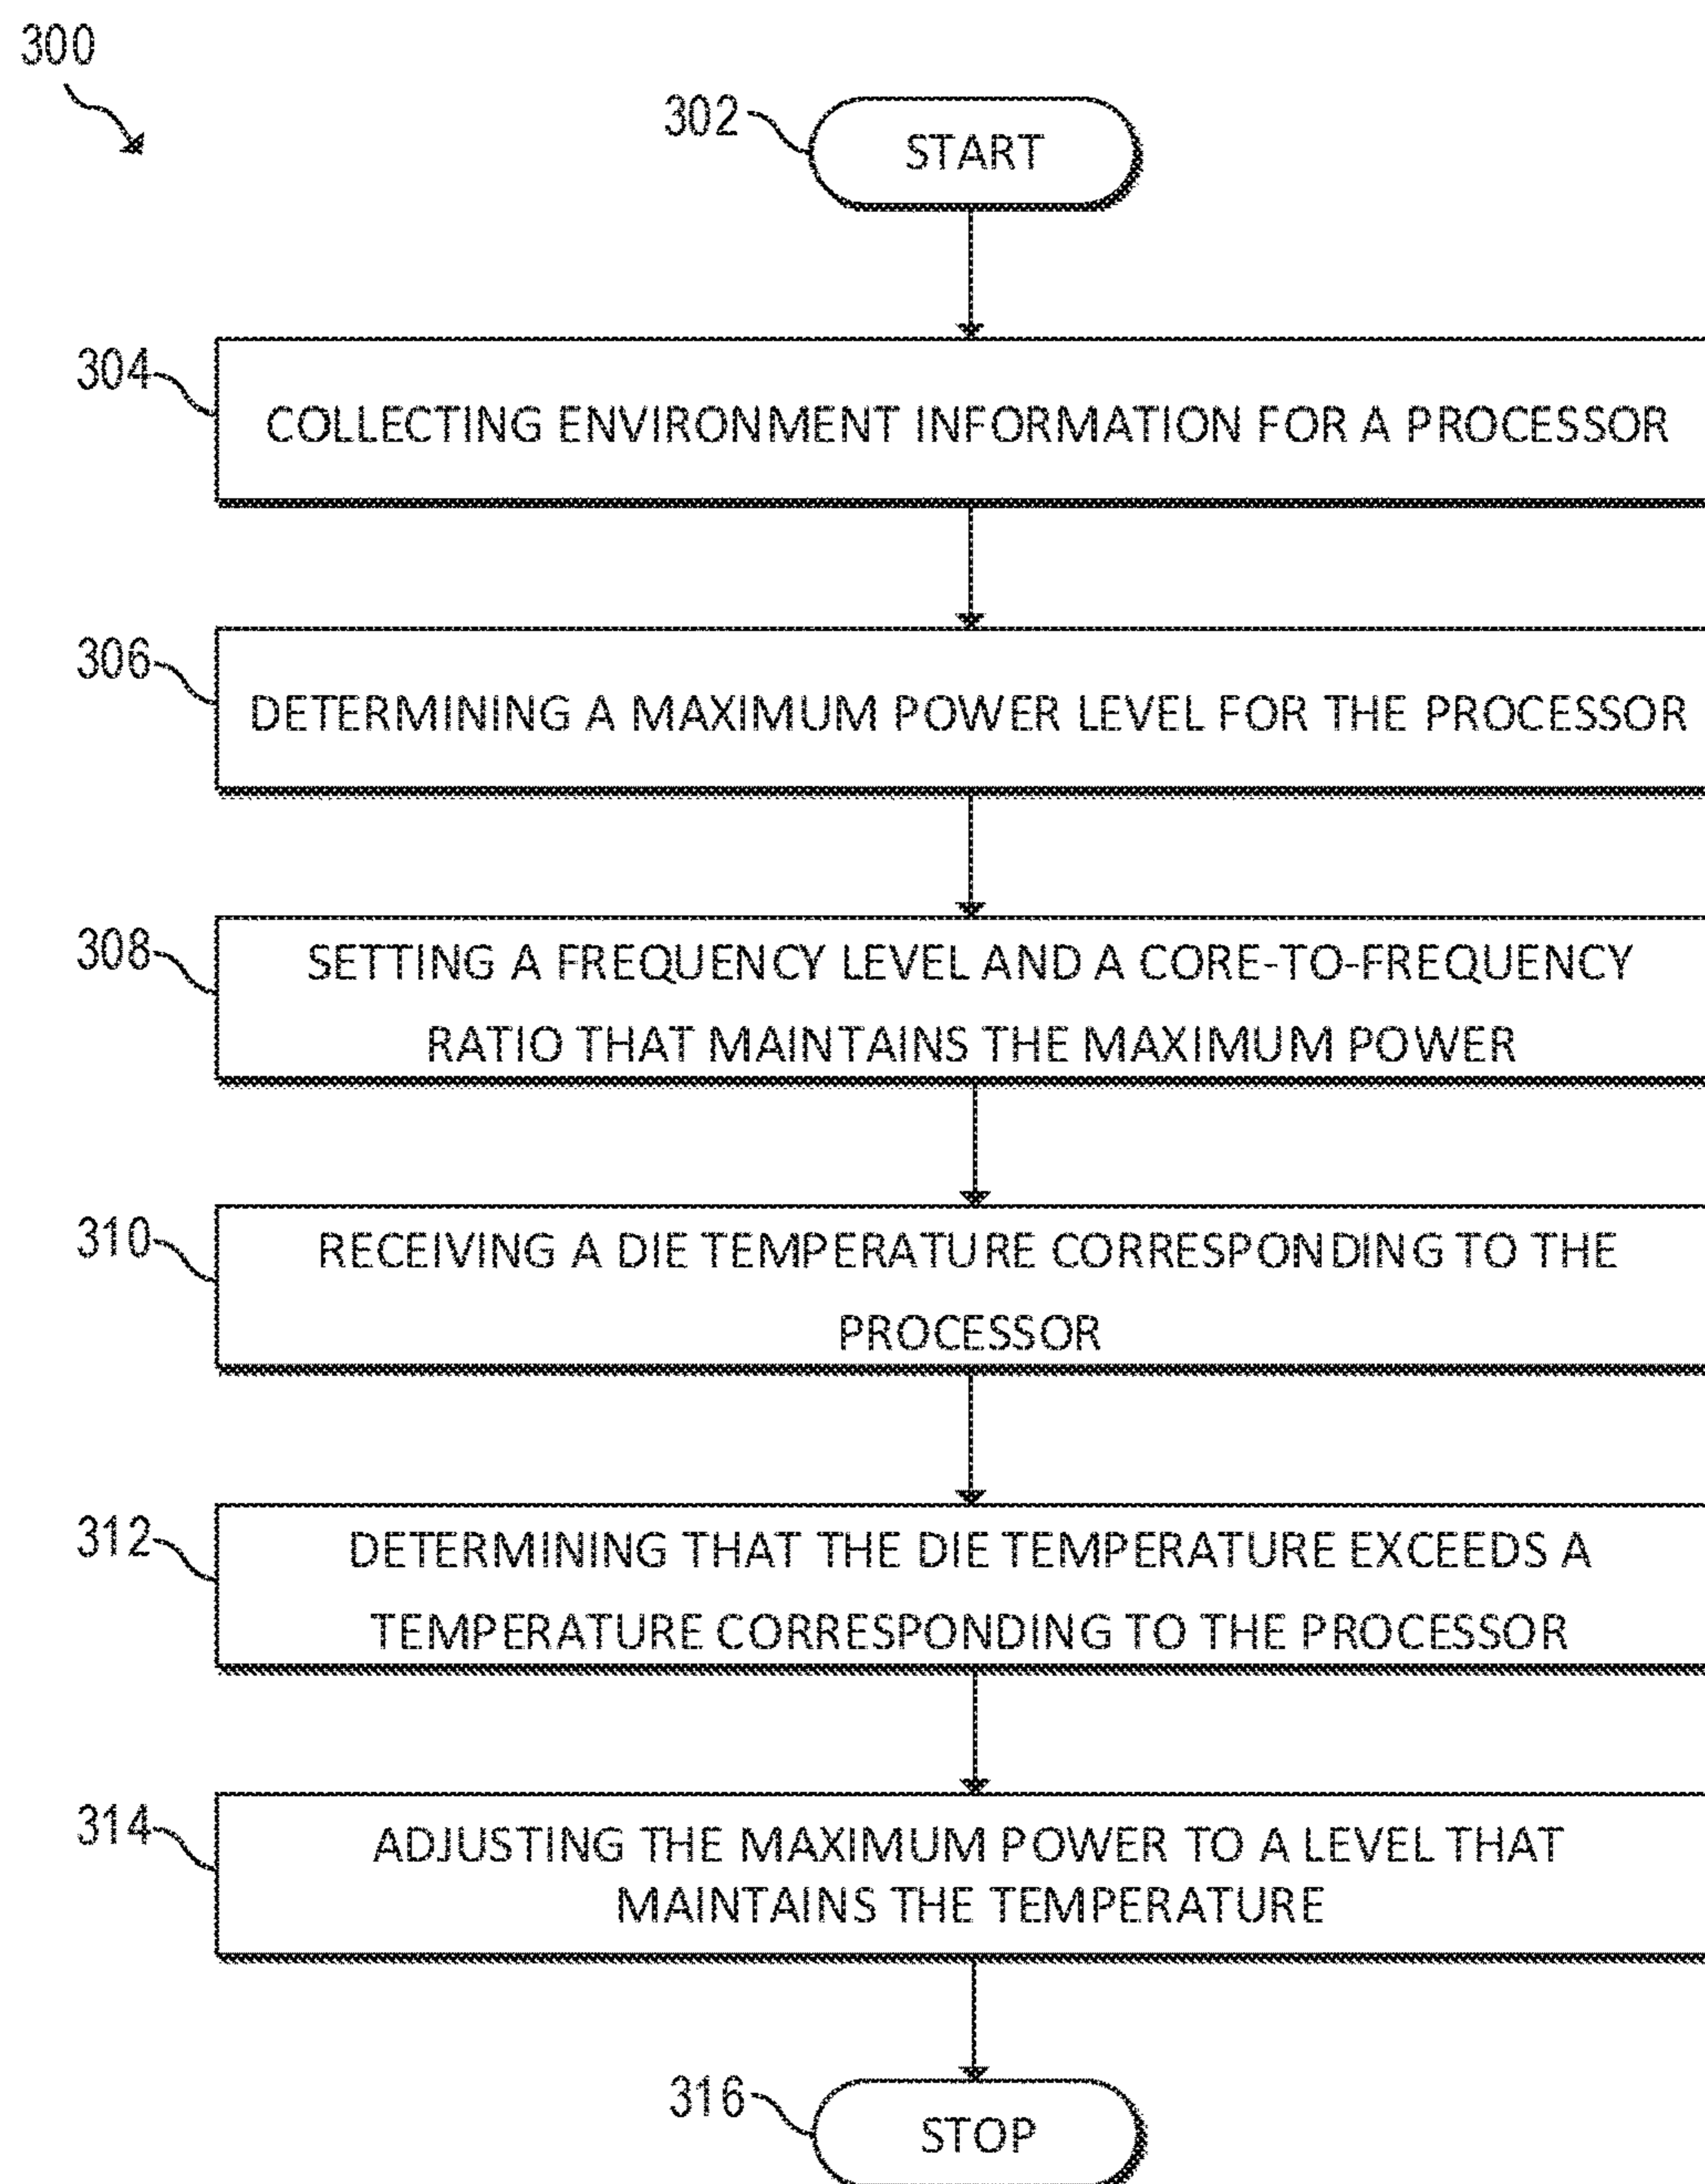 300
302
START
304
COLLECTING ENVIRONMENT INFORMATION FOR A PROCESSOR
306
DETERMINING A MAXIMUM POWER LEVEL FOR THE PROCESSOR
308
SETTING A FREQUENCY LEVEL AND A CORE-TO-FREQUENCY
RATIO THAT MAINTAINS THE MAXIMUM POWER
310
RECEIVING A DIE TEMPERATURE CORRESPONDING TO THE
PROCESSOR
312
DETERMINING THAT THE DIE TEMPERATURE EXCEEDS A
TEMPERATURE CORRESPONDING TO THE PROCESSOR
314
ADJUSTING THE MAXIMUM POWER TO A LEVEL THAT
MAINTAINS THE TEMPERATURE
316
STOP